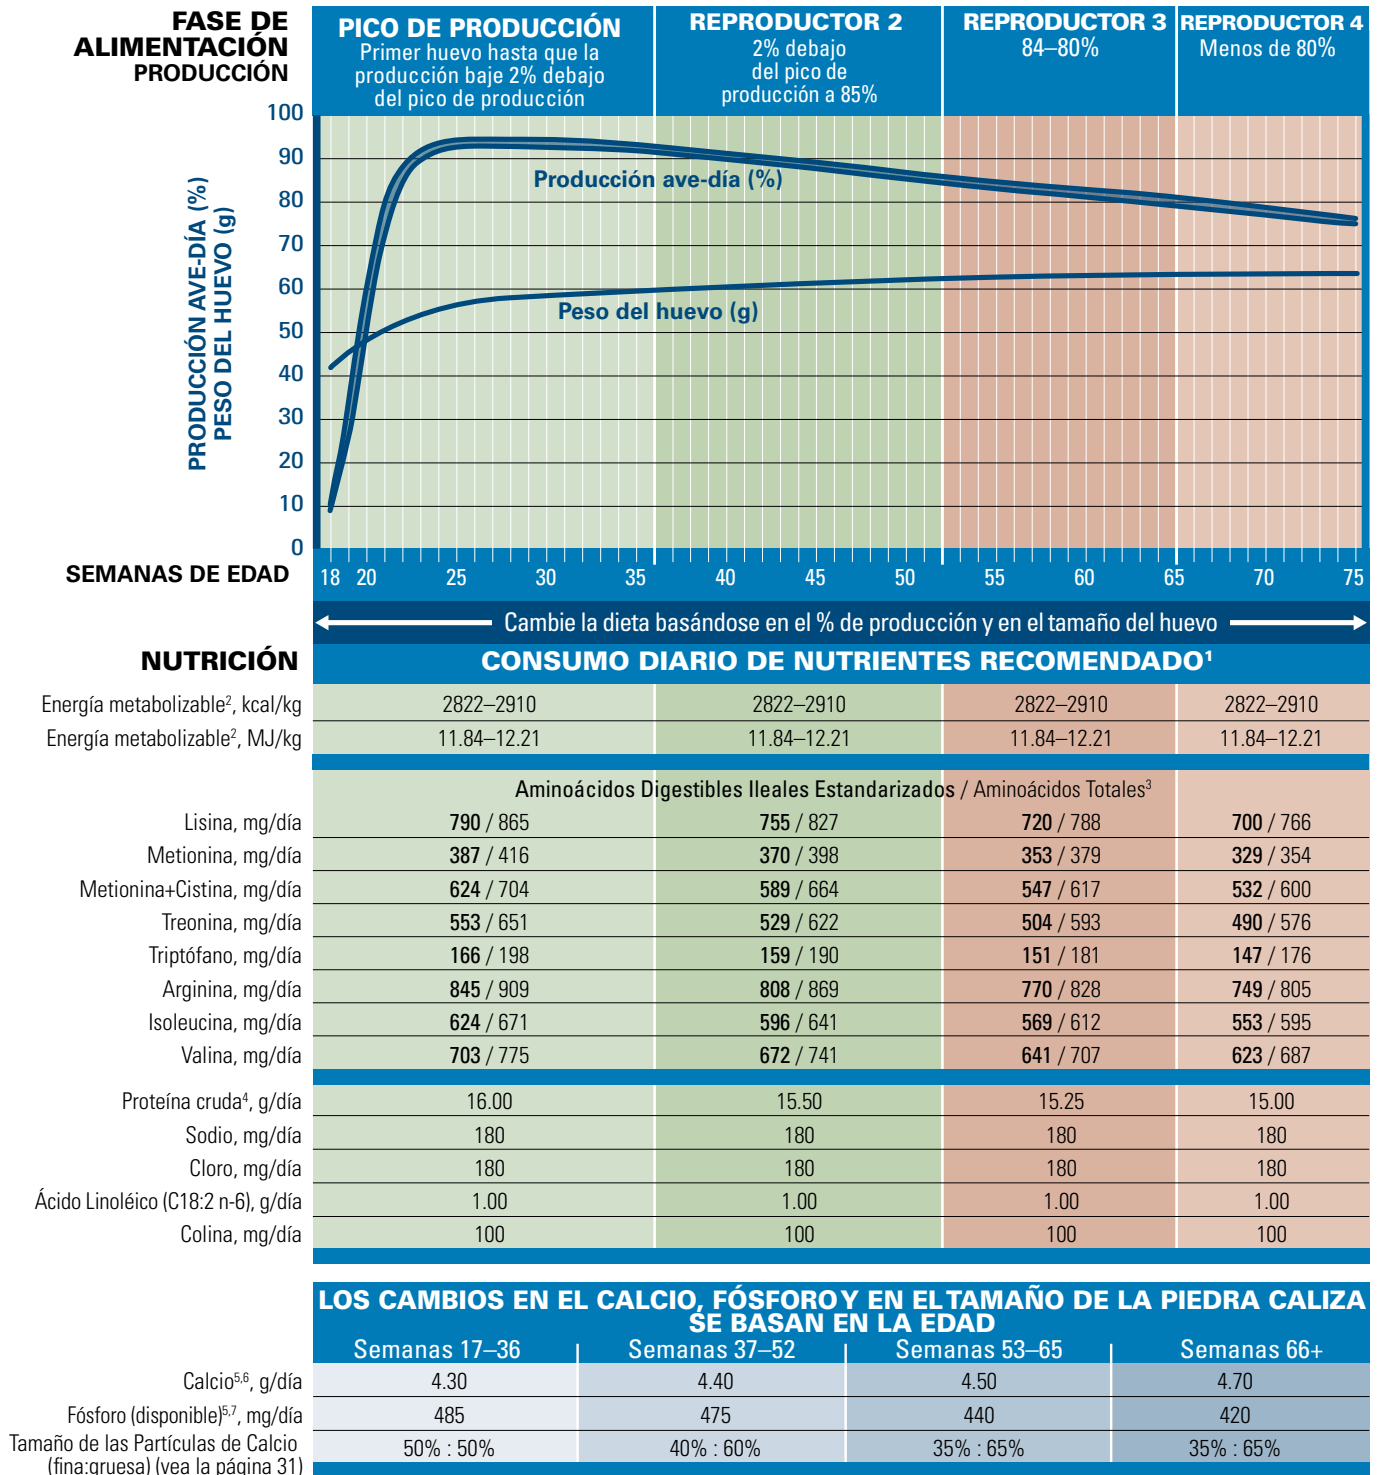 FASE DE
ALIMENTACIÓN
PRODUCCIÓN
PICO DE PRODUCCIÓN
Primer huevo hasta que la
producción baje 2% debajo
del pico de producción
REPRODUCTOR 2
2% debajo
del pico de
producción a 85%
REPRODUCTOR 3
84–80%
REPRODUCTOR 4
Menos de 80%
PRODUCCIÓN AVE-DÍA (%)
PESO DEL HUEVO (g)
100
90
80
70
60
50
40
30
20
10
0
Producción ave-día (%)
Peso del huevo (g)
SEMANAS DE EDAD 18 20 25 30 35 40 45 50 55 60 65 70 75
Cambie la dieta basándose en el % de producción y en el tamaño del huevo
NUTRICIÓN CONSUMO DIARIO DE NUTRIENTES RECOMENDADO¹
Energía metabolizable², kcal/kg 2822–2910 2822–2910 2822–2910 2822–2910
Energía metabolizable², MJ/kg 11.84–12.21 11.84–12.21 11.84–12.21 11.84–12.21
Aminoácidos Digestibles Ileales Estandarizados / Aminoácidos Totales³
Lisina, mg/día 790 / 865 755 / 827 720 / 788 700 / 766
Metionina, mg/día 387 / 416 370 / 398 353 / 379 329 / 354
Metionina+Cistina, mg/día 624 / 704 589 / 664 547 / 617 532 / 600
Treonina, mg/día 553 / 651 529 / 622 504 / 593 490 / 576
Triptófano, mg/día 166 / 198 159 / 190 151 / 181 147 / 176
Arginina, mg/día 845 / 909 808 / 869 770 / 828 749 / 805
Isoleucina, mg/día 624 / 671 596 / 641 569 / 612 553 / 595
Valina, mg/día 703 / 775 672 / 741 641 / 707 623 / 687
Proteína cruda⁴, g/día 16.00 15.50 15.25 15.00
Sodio, mg/día 180 180 180 180
Cloro, mg/día 180 180 180 180
Ácido Linoléico (C18:2 n-6), g/día 1.00 1.00 1.00 1.00
Colina, mg/día 100 100 100 100
LOS CAMBIOS EN EL CALCIO, FÓSFORO Y EN EL TAMAÑO DE LA PIEDRA CALIZA
SE BASAN EN LA EDAD
Semanas 17–36 Semanas 37–52 Semanas 53–65 Semanas 66+
Calcio⁵,⁶, g/día 4.30 4.40 4.50 4.70
Fósforo (disponible)⁵,⁷, mg/día 485 475 440 420
Tamaño de las Partículas de Calcio
(fina:gruesa) (vea la página 31) 50% : 50% 40% : 60% 35% : 65% 35% : 65%